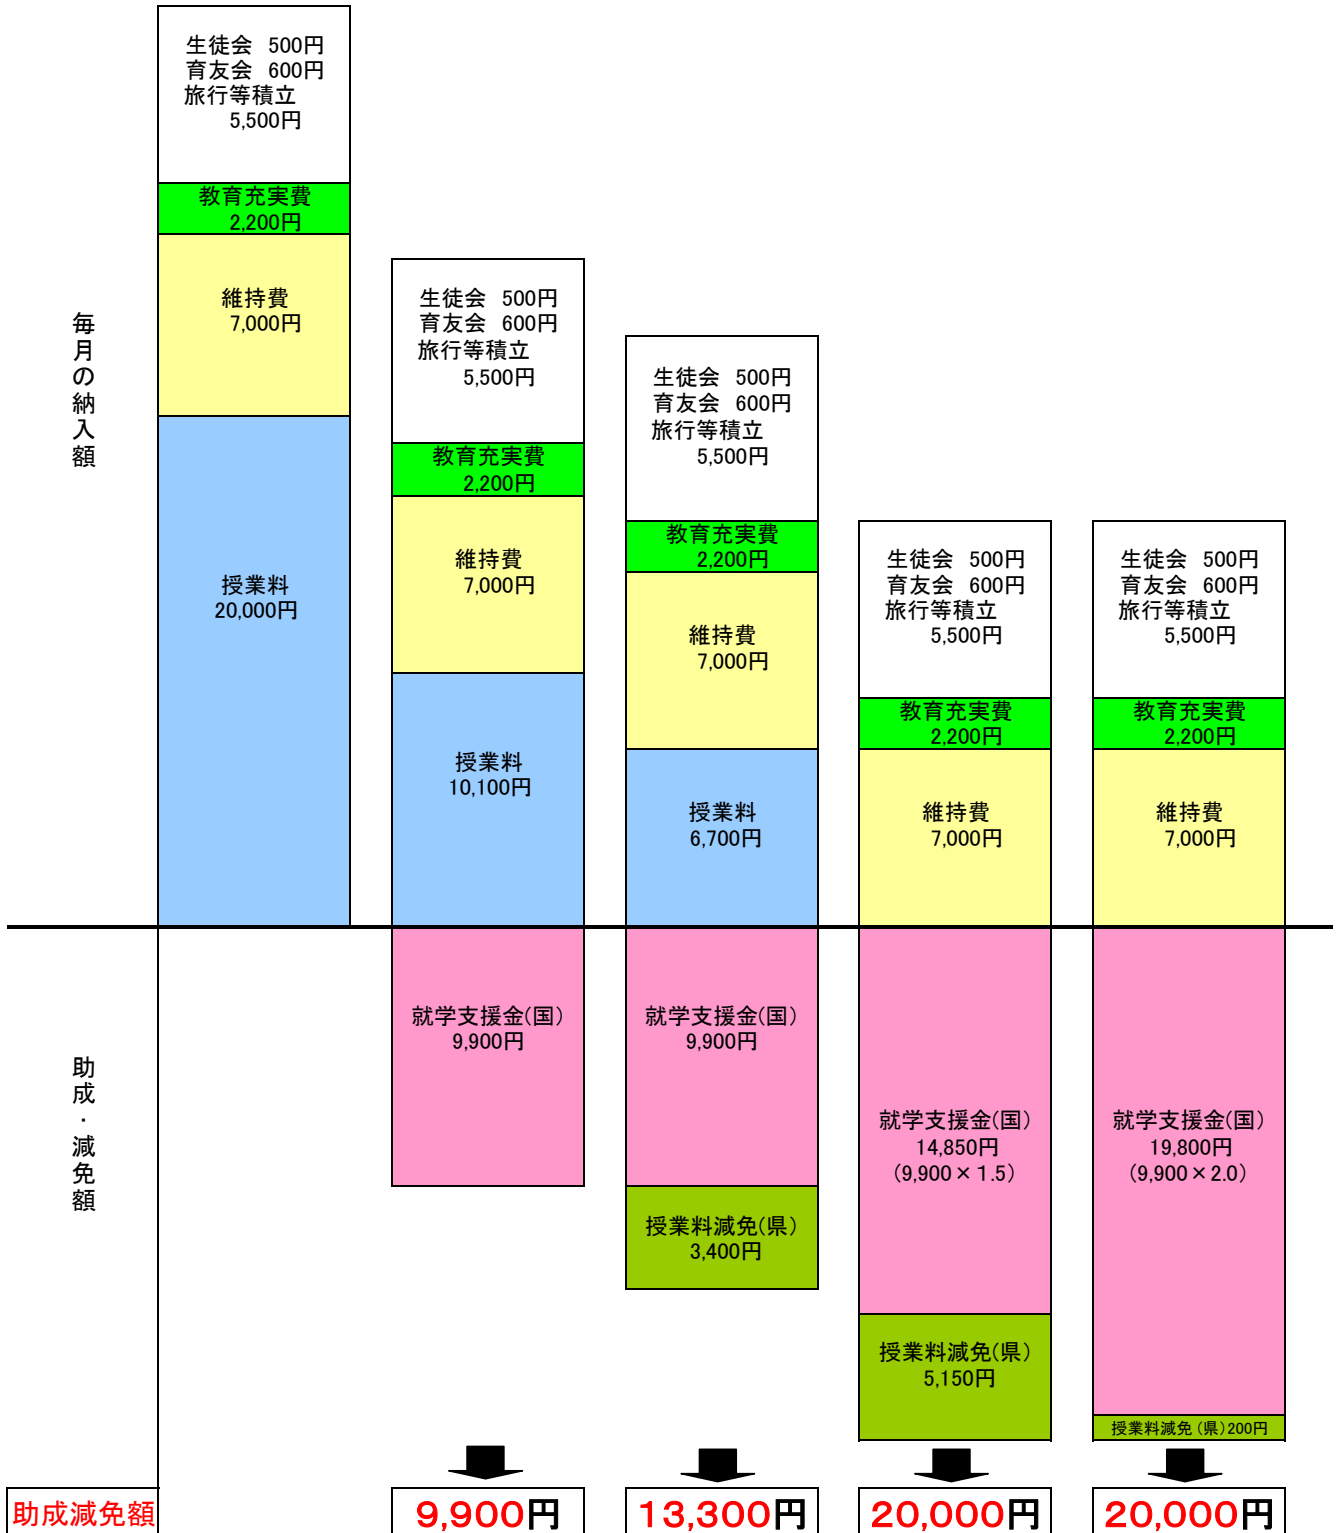 生徒会 500円
育友会 600円
旅行等積立
5,500円
教育充実費
2,200円
維持費
7,000円
授業料
20,000円
毎月の納入額
生徒会 500円
育友会 600円
旅行等積立
5,500円
教育充実費
2,200円
維持費
7,000円
授業料
10,100円
生徒会 500円
育友会 600円
旅行等積立
5,500円
教育充実費
2,200円
維持費
7,000円
授業料
6,700円
生徒会 500円
育友会 600円
旅行等積立
5,500円
教育充実費
2,200円
維持費
7,000円
生徒会 500円
育友会 600円
旅行等積立
5,500円
教育充実費
2,200円
維持費
7,000円
助成・減免額
就学支援金(国)
9,900円
就学支援金(国)
9,900円
授業料減免(県)
3,400円
就学支援金(国)
14,850円
(9,900×1.5)
授業料減免(県)
5,150円
就学支援金(国)
19,800円
(9,900×2.0)
授業料減免(県)200円
助成減免額
9,900円
13,300円
20,000円
20,000円